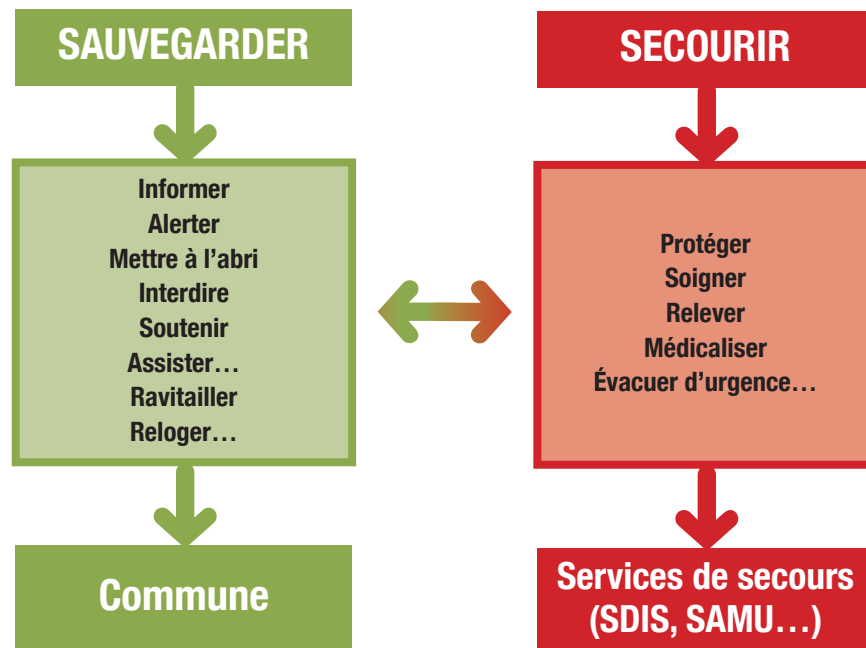 SAUVEGARDER
Informer
Alerter
Mettre à l’abri
Interdire
Soutenir
Assister…
Ravitailler
Reloger…
Commune
SECOURIR
Protéger
Soigner
Relever
Médicaliser
Évacuer d’urgence…
Services de secours
(SDIS, SAMU…)